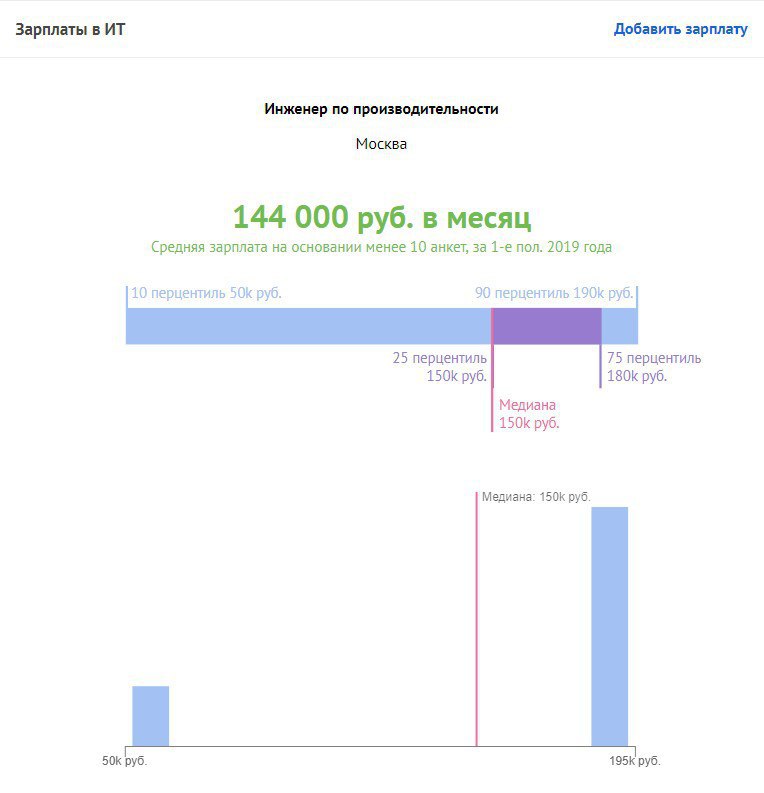 Зарплаты в ИТ
Добавить зарплату
Инженер по производительности
Москва
144 000 руб. в месяц
Средняя зарплата на основании менее 10 анкет, за 1-е пол. 2019 года
10 перцентиль 50k руб.
90 перцентиль 190k руб.
25 перцентиль
150k руб.
75 перцентиль
180k руб.
Медиана
150k руб.
Медиана: 150k руб.
50k руб.
195k руб.